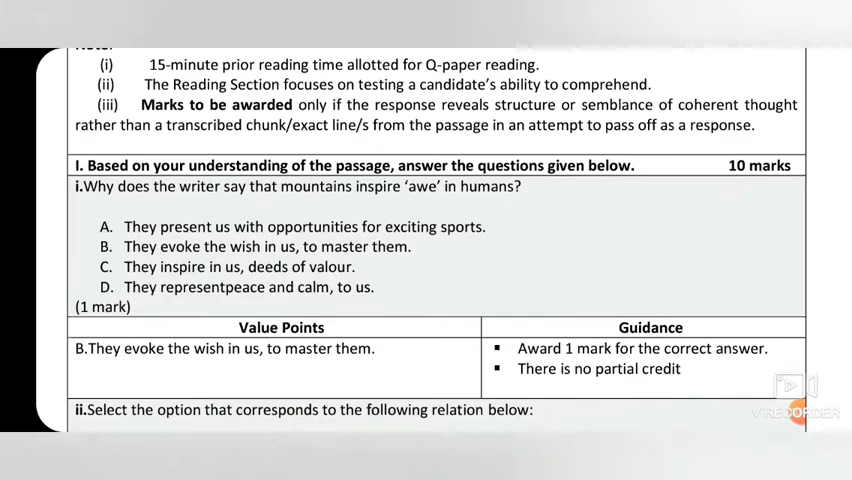 (i) 15-minute prior reading time allotted for Q-paper reading.
(ii) The Reading Section focuses on testing a candidate's ability to comprehend.
(iii) Marks to be awarded only if the response reveals structure or semblance of coherent thought
rather than a transcribed chunk/exact line/s from the passage in an attempt to pass off as a response.
I. Based on your understanding of the passage, answer the questions given below. 10 marks
i.Why does the writer say that mountains inspire ‘awe’ in humans?
A. They present us with opportunities for exciting sports.
B. They evoke the wish in us, to master them.
C. They inspire in us, deeds of valour.
D. They representpeace and calm, to us.
(1 mark)
Value Points Guidance
B.They evoke the wish in us, to master them. ▪ Award 1 mark for the correct answer.
▪ There is no partial credit
V RECORDER
ii.Select the option that corresponds to the following relation below: